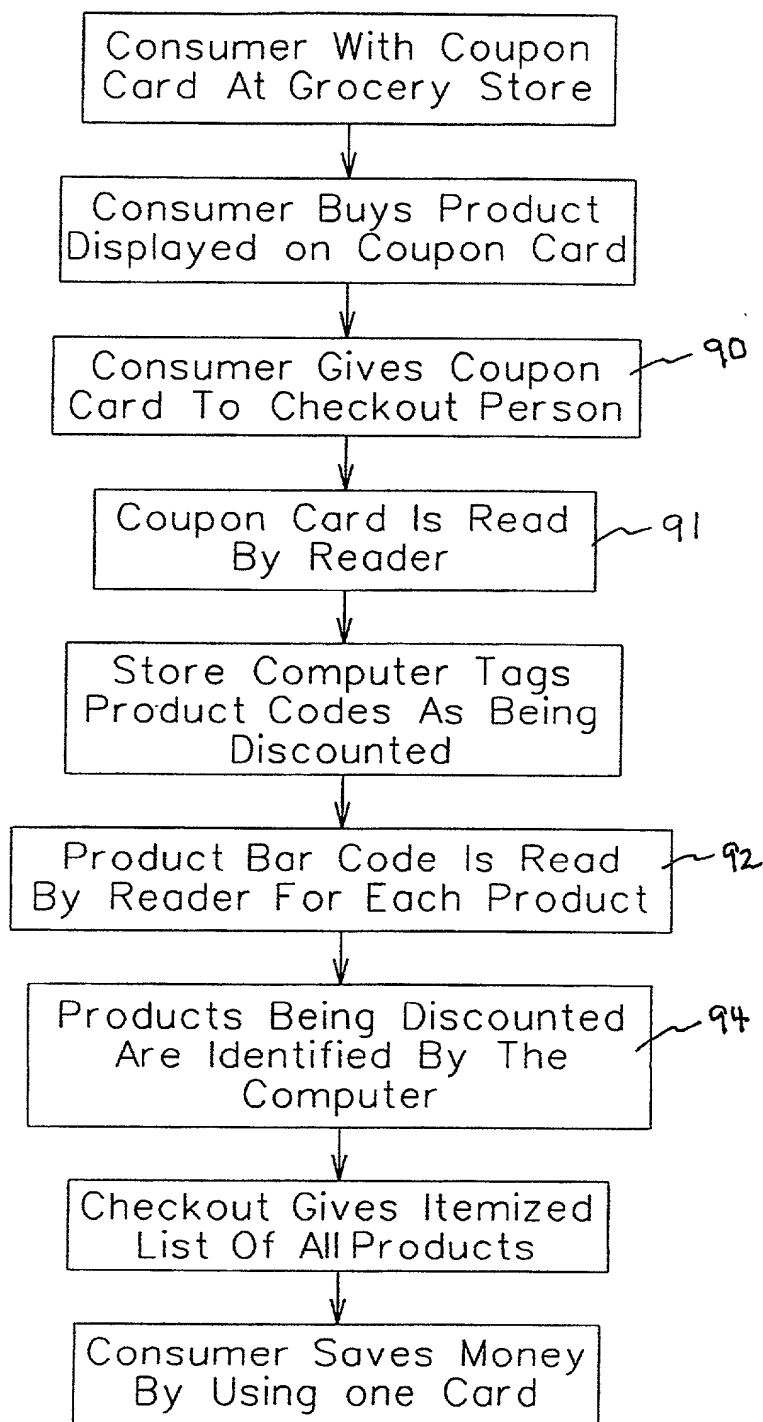 Consumer With Coupon
Card At Grocery Store
Consumer Buys Product
Displayed on Coupon Card
Consumer Gives Coupon
Card To Checkout Person
90
Coupon Card Is Read
By Reader
91
Store Computer Tags
Product Codes As Being
Discounted
Product Bar Code Is Read
By Reader For Each Product
92
Products Being Discounted
Are Identified By The
Computer
94
Checkout Gives Itemized
List Of All Products
Consumer Saves Money
By Using one Card